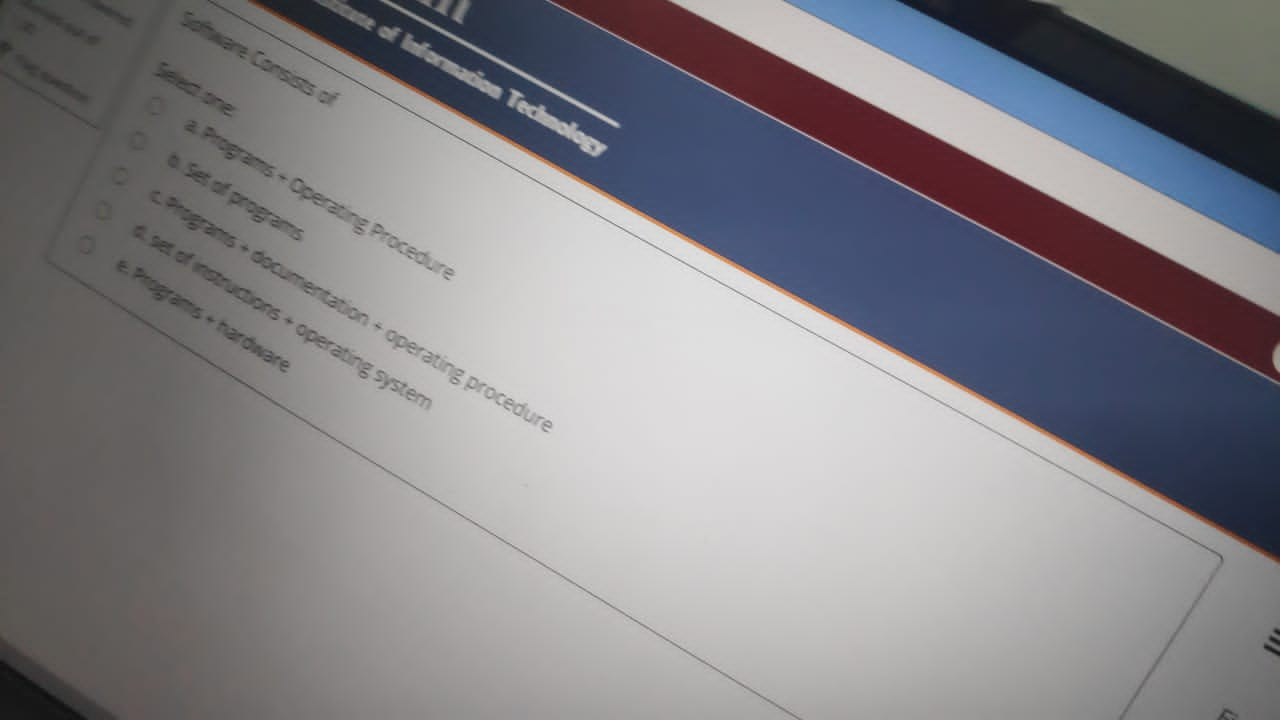 of Information Technology
Software Consists of
Select one:
a. Programs + Operating Procedure
b. Set of programs
c. Programs + documentation + operating procedure
d. set of instructions + operating system
e. Programs + hardware